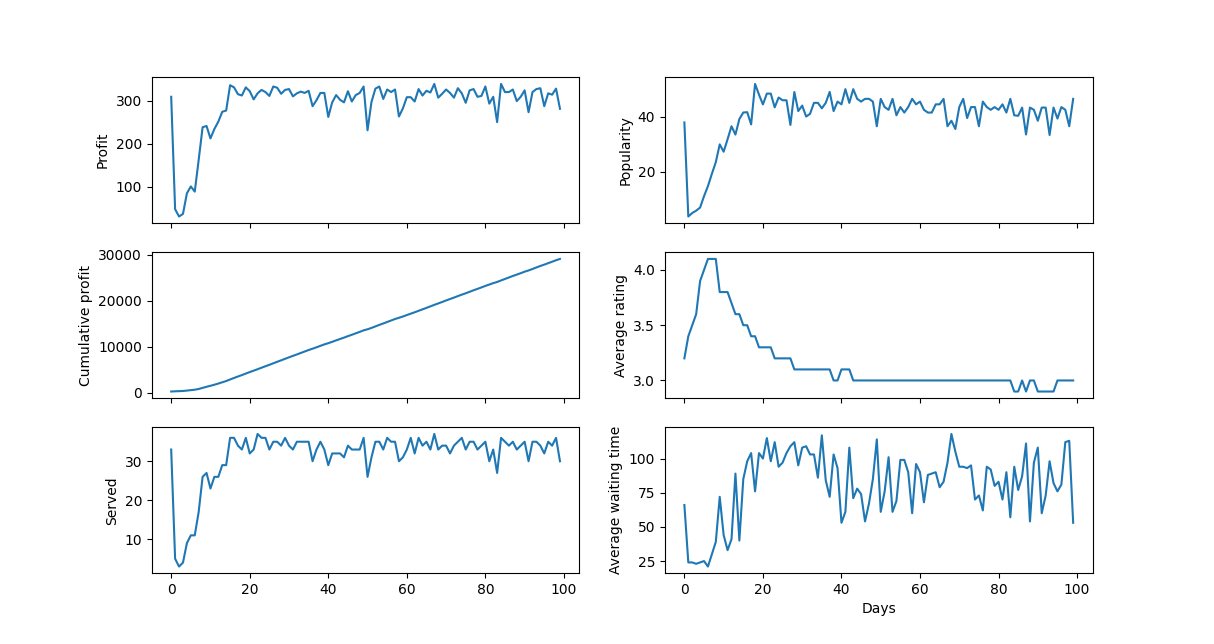 Profit
300
200
100
Popularity
40
20
Cumulative profit
30000
20000
10000
0
Average rating
4.0
3.5
3.0
Served
30
20
10
0 20 40 60 80 100
Average waiting time
100
75
50
25
0 20 40 60 80 100
Days